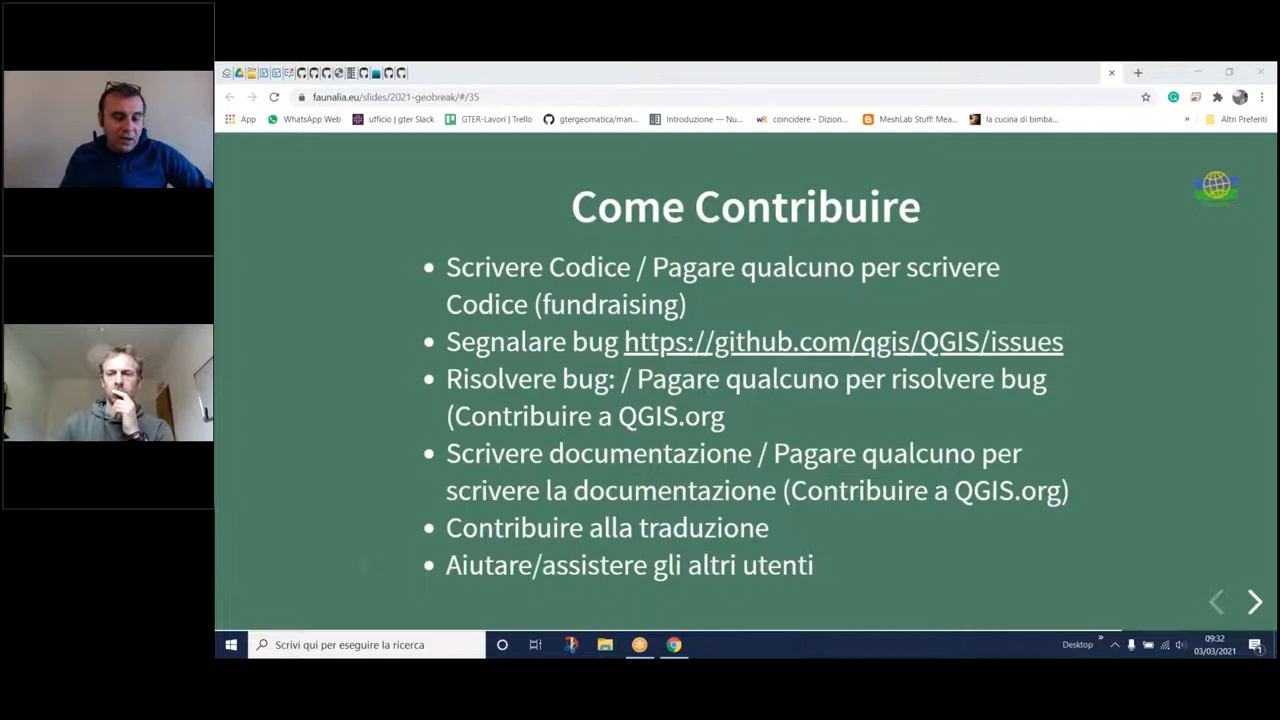 faunalia.eu/slides/2021-geobreak/#/35
App WhatsApp Web ufficio | gter Slack GTER-Lavori | Trello gtergeomatica/man... Introduzione — Nu... coincidere - Dizion... MeshLab Stuff: Mea... la cucina di bimba... » Altri Preferiti
Come Contribuire
• Scrivere Codice / Pagare qualcuno per scrivere
Codice (fundraising)
• Segnalare bug https://github.com/qgis/QGIS/issues
• Risolvere bug: / Pagare qualcuno per risolvere bug
(Contribuire a QGIS.org
• Scrivere documentazione / Pagare qualcuno per
scrivere la documentazione (Contribuire a QGIS.org)
• Contribuire alla traduzione
• Aiutare/assistere gli altri utenti
Scrivi qui per eseguire la ricerca
Desktop »
09:32
03/03/2021